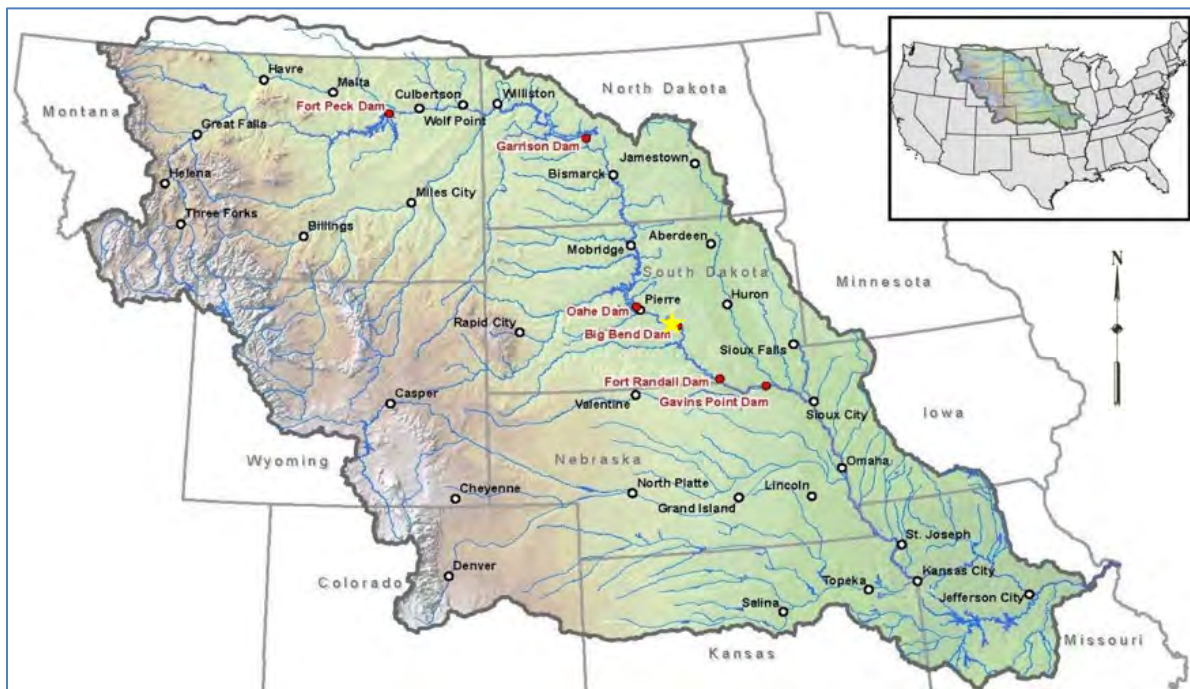 Havre
Malta
Culbertson
Williston
North Dakota
Montana
Fort Peck Dam
Wolf Point
Great Falls
Garrison Dam
Jamestown
Bismarck
Helena
Miles City
Three Forks
Billings
Mobridge
Aberdeen
South Dakota
Minnesota
N
Pierre
Huron
Oahe Dam
Rapid City
Big Bend Dam
Sioux Falls
Fort Randall Dam
Gavins Point Dam
Casper
Valentine
Sioux City
Iowa
Wyoming
Nebraska
Omaha
Cheyenne
North Platte
Lincoln
Grand Island
St. Joseph
Denver
Colorado
Topeka
Kansas City
Jefferson City
Salina
Missouri
Kansas